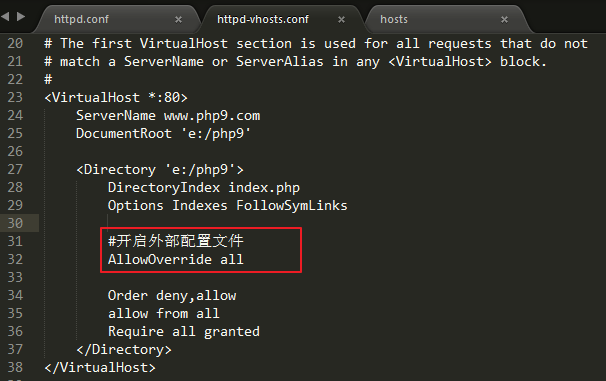 httpd.conf × httpd-vhosts.conf × hosts ×
20 # The first VirtualHost section is used for all requests that do not
21 # match a ServerName or ServerAlias in any <VirtualHost> block.
22 #
23 <VirtualHost *:80>
24 ServerName www.php9.com
25 DocumentRoot 'e:/php9'
26
27 <Directory 'e:/php9'>
28 DirectoryIndex index.php
29 Options Indexes FollowSymLinks
30
31 #开启外部配置文件
32 AllowOverride all
33
34 Order deny,allow
35 allow from all
36 Require all granted
37 </Directory>
38 </VirtualHost>